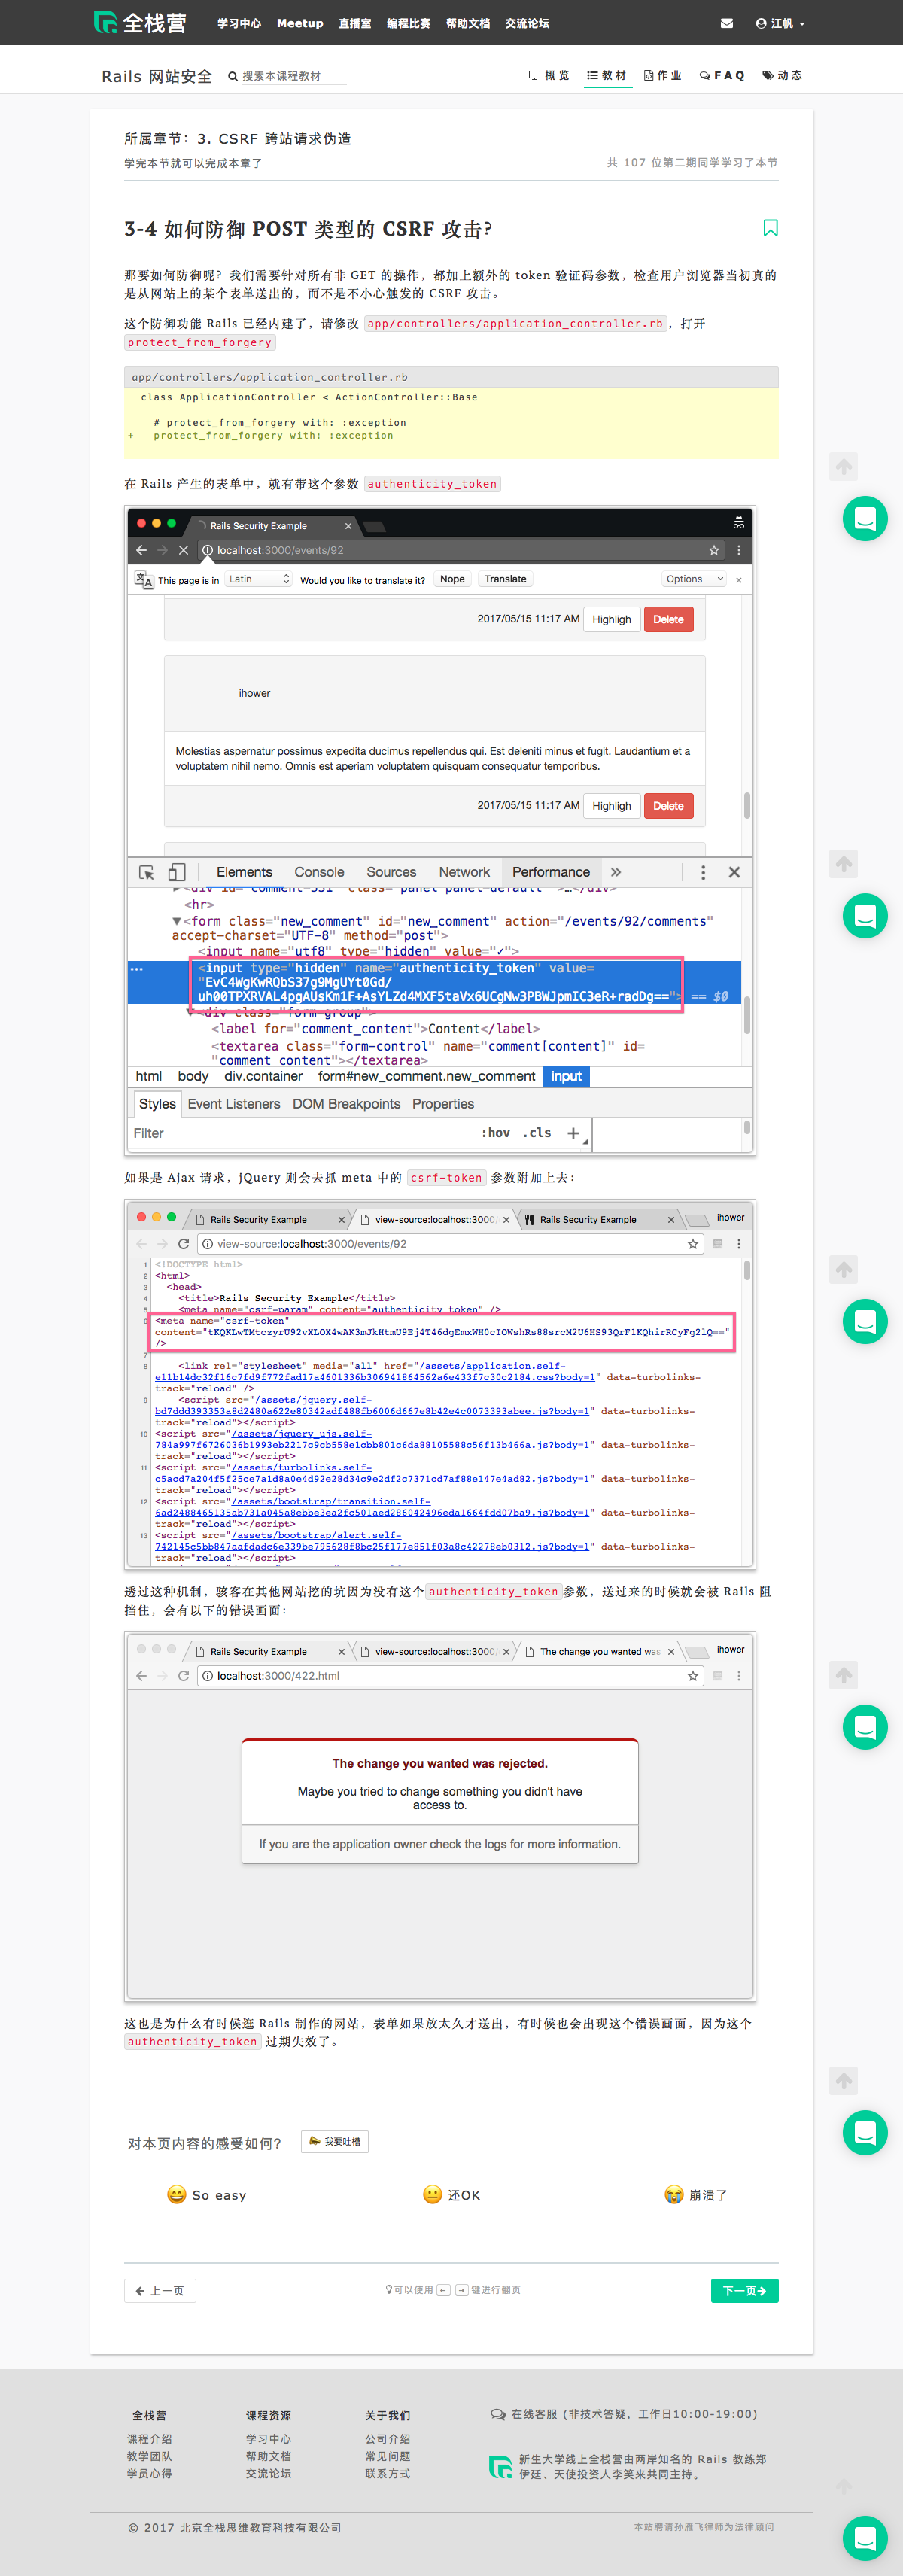 全栈营 学习中心 Meetup 直播室 编程比赛 帮助文档 交流论坛 江帆
Rails 网站安全 搜索本课程教材 概览 教材 作业 FAQ 动态
所属章节：3. CSRF 跨站请求伪造
学完本节就可以完成本章了 共 107 位第二期同学学习了本节
3-4 如何防御 POST 类型的 CSRF 攻击?
那要如何防御呢？我们需要针对所有非 GET 的操作，都加上额外的 token 验证码参数，检查用户浏览器当初真的
是从网站上的某个表单送出的，而不是不小心触发的 CSRF 攻击。
这个防御功能 Rails 已经内建了，请修改 app/controllers/application_controller.rb，打开
protect_from_forgery
app/controllers/application_controller.rb
class ApplicationController < ActionController::Base
# protect_from_forgery with: :exception
+ protect_from_forgery with: :exception
在 Rails 产生的表单中，就有带这个参数 authenticity_token
Rails Security Example
localhost:3000/events/92
This page is in Latin Would you like to translate it? Nope Translate Options
2017/05/15 11:17 AM Highligh Delete
ihower
Molestias aspernatur possimus expedita ducimus repellendus qui. Est deleniti minus et fugit. Laudantium et a
voluptatem nihil nemo. Omnis est aperiam voluptatem quisquam consequatur temporibus.
2017/05/15 11:17 AM Highligh Delete
Elements Console Sources Network Performance »
<div id="comment-331" class="panel panel-default">…</div>
<hr>
▼<form class="new_comment" id="new_comment" action="/events/92/comments"
accept-charset="UTF-8" method="post">
<input name="utf8" type="hidden" value="✓">
<input type="hidden" name="authenticity_token" value=
"EvC4WgKwRQbS37g9MgUYt0Gd/
uh00TPXRVAL4pgAUsKm1F+AsYLZd4MXF5taVx6UCgNw3PBWJpmIC3eR+radDg=="> == $0
▼<div class="form-group">
<label for="comment_content">Content</label>
<textarea class="form-control" name="comment[content]" id=
"comment_content"></textarea>
html body div.container form#new_comment.new_comment input
Styles Event Listeners DOM Breakpoints Properties
Filter :hov .cls +
如果是 Ajax 请求，jQuery 则会去抓 meta 中的 csrf-token 参数附加上去：
Rails Security Example view-source:localhost:3000/ Rails Security Example ihower
view-source:localhost:3000/events/92
1 <!DOCTYPE html>
2 <html>
3 <head>
4 <title>Rails Security Example</title>
5 <meta name="csrf-param" content="authenticity_token" />
6 <meta name="csrf-token"
content="tKQKLwTMtczyrU92vXLOX4wAK3mJkHtmU9Ej4T46dgEmxWH0cIOWshRs88srcM2U6HS93QrF1KQhirRCyFg2lQ=="
/>
7
8 <link rel="stylesheet" media="all" href="/assets/application.self-
e11b14dc32f16c7fd9f772fad17a4601336b306941864562a6e433f7c30c2184.css?body=1" data-turbolinks-
track="reload" />
9 <script src="/assets/jquery.self-
bd7ddd393353a8d2480a622e80342adf488fb6006d667e8b42e4c0073393abee.js?body=1" data-turbolinks-
track="reload"></script>
10 <script src="/assets/jquery_ujs.self-
784a997f6726036b1993eb2217c9cb558e1cbb801c6da88105588c56f13b466a.js?body=1" data-turbolinks-
track="reload"></script>
11 <script src="/assets/turbolinks.self-
c5acd7a204f5f25ce7a1d8a0e4d92e28d34c9e2df2c7371cd7af88e147e4ad82.js?body=1" data-turbolinks-
track="reload"></script>
12 <script src="/assets/bootstrap/transition.self-
6ad2488465135ab731a045a8ebbe3ea2fc501aed286042496eda1664fdd07ba9.js?body=1" data-turbolinks-
track="reload"></script>
13 <script src="/assets/bootstrap/alert.self-
742145c5bb847aafdadc6e339be795628f8bc25f177e851f03a8c42278eb0312.js?body=1" data-turbolinks-
track="reload"></script>
透过这种机制，骇客在其他网站挖的坑因为没有这个authenticity_token参数，送过来的时候就会被 Rails 阻
挡住，会有以下的错误画面：
Rails Security Example view-source:localhost:3000/ The change you wanted was ihower
localhost:3000/422.html
The change you wanted was rejected.
Maybe you tried to change something you didn't have
access to.
If you are the application owner check the logs for more information.
这也是为什么有时候逛 Rails 制作的网站，表单如果放太久才送出，有时候也会出现这个错误画面，因为这个
authenticity_token 过期失效了。
对本页内容的感受如何? 我要吐槽
So easy 还OK 崩溃了
上一页 可以使用 ← → 键进行翻页 下一页
全栈营 课程资源 关于我们 在线客服 (非技术答疑，工作日10:00-19:00)
课程介绍 学习中心 公司介绍
教学团队 帮助文档 常见问题 新生大学线上全栈营由两岸知名的 Rails 教练郑
学员心得 交流论坛 联系方式 伊廷、天使投资人李笑来共同主持。
© 2017 北京全栈思维教育科技有限公司 本站聘请孙雁飞律师为法律顾问